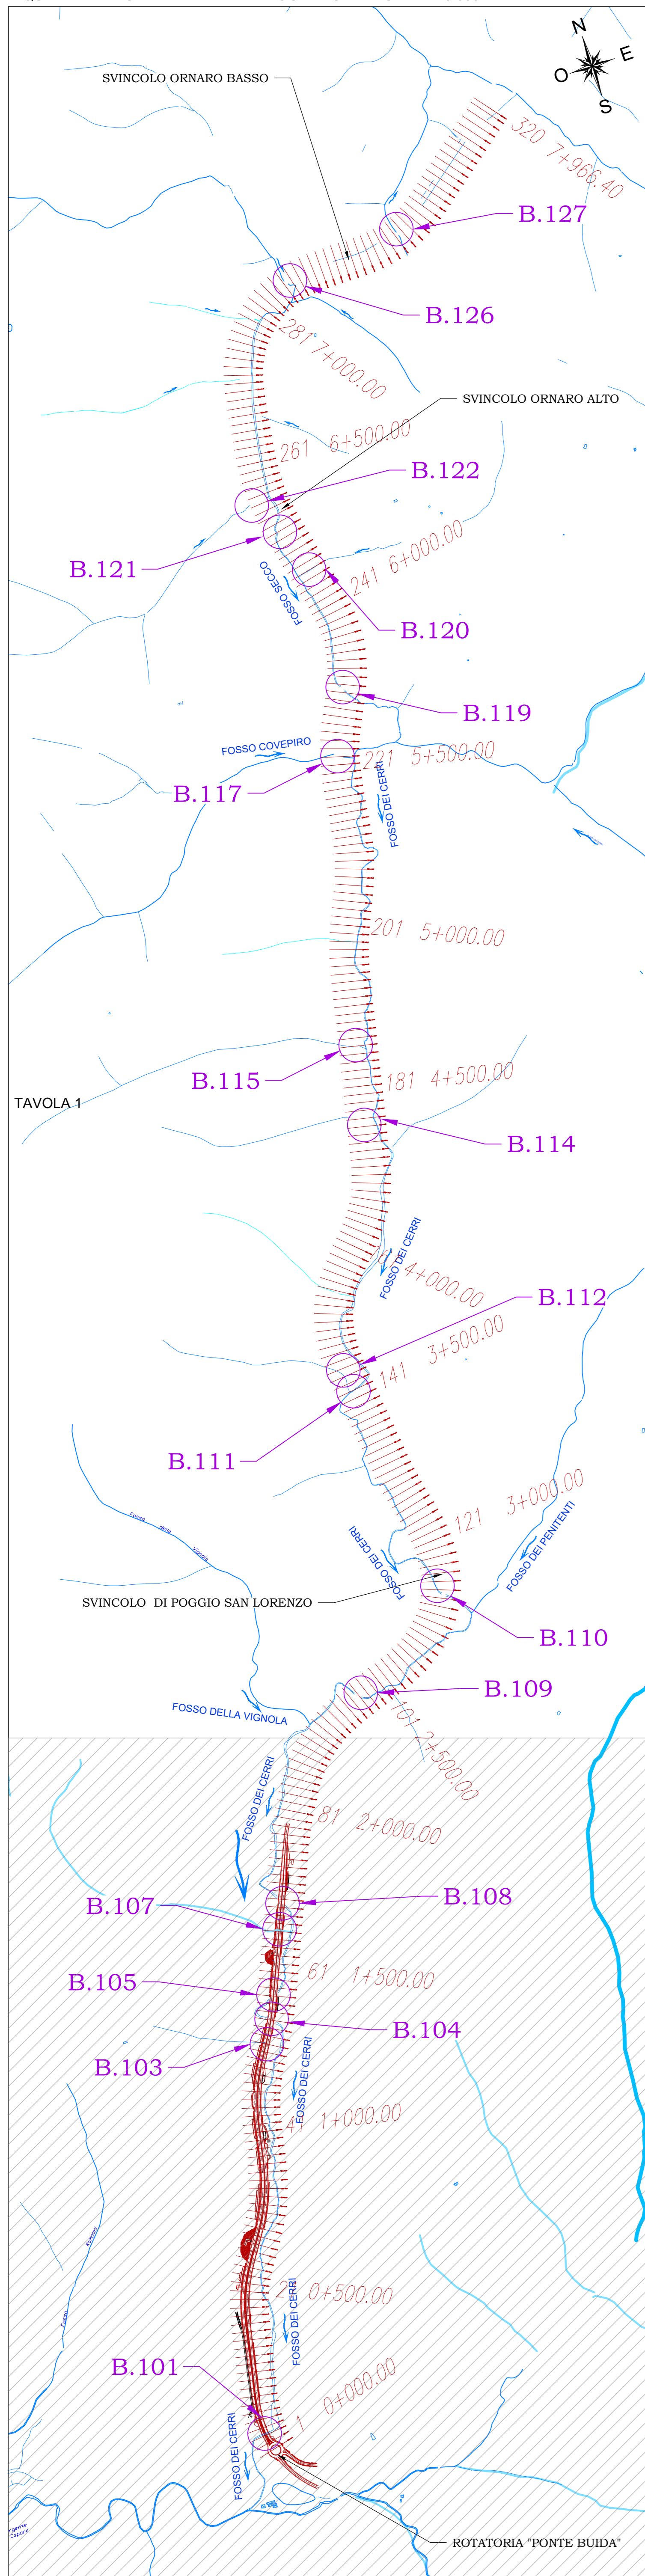 N
E
O
S
SVINCOLO ORNARO BASSO
320 7+966.40
B.127
B.126
281 7+000.00
SVINCOLO ORNARO ALTO
261 6+500.00
B.122
B.121
241 6+000.00
FOSSO SECCO
B.120
B.119
FOSSO COVEPIRO
221 5+500.00
B.117
FOSSO DEI CERRI
201 5+000.00
B.115
181 4+500.00
TAVOLA 1
B.114
FOSSO DEI CERRI
4+000.00
B.112
141 3+500.00
B.111
121 3+000.00
Fosso della Vignola
FOSSO DEI CERRI
FOSSO DEI PENITENTI
SVINCOLO DI POGGIO SAN LORENZO
B.110
B.109
FOSSO DELLA VIGNOLA
101 2+500.00
FOSSO DEI CERRI
81 2+000.00
B.108
B.107
61 1+500.00
B.105
B.104
B.103
FOSSO DEI CERRI
41 1+000.00
Fosso
0+500.00
FOSSO DEI CERRI
B.101
1 0+000.00
FOSSO DEI CERRI
ROTATORIA "PONTE BUIDA"